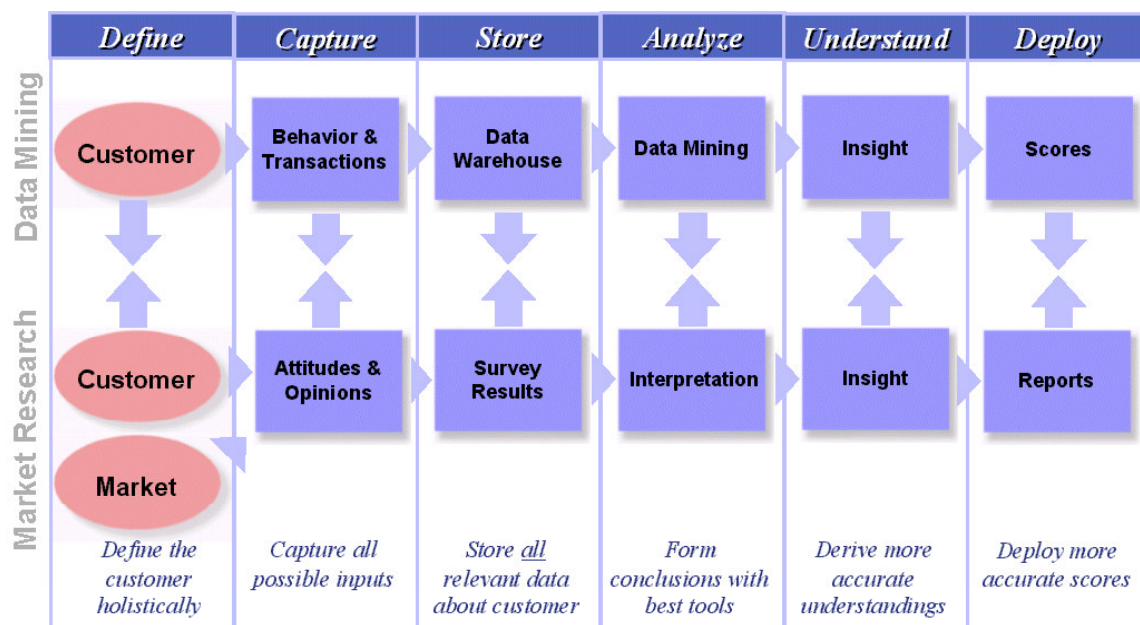 Define
Capture
Store
Analyze
Understand
Deploy
Data Mining
Customer
Behavior &
Transactions
Data
Warehouse
Data Mining
Insight
Scores
Market Research
Customer
Attitudes &
Opinions
Survey
Results
Interpretation
Insight
Reports
Market
Define the
customer
holistically
Capture all
possible inputs
Store all
relevant data
about customer
Form
conclusions with
best tools
Derive more
accurate
understandings
Deploy more
accurate scores